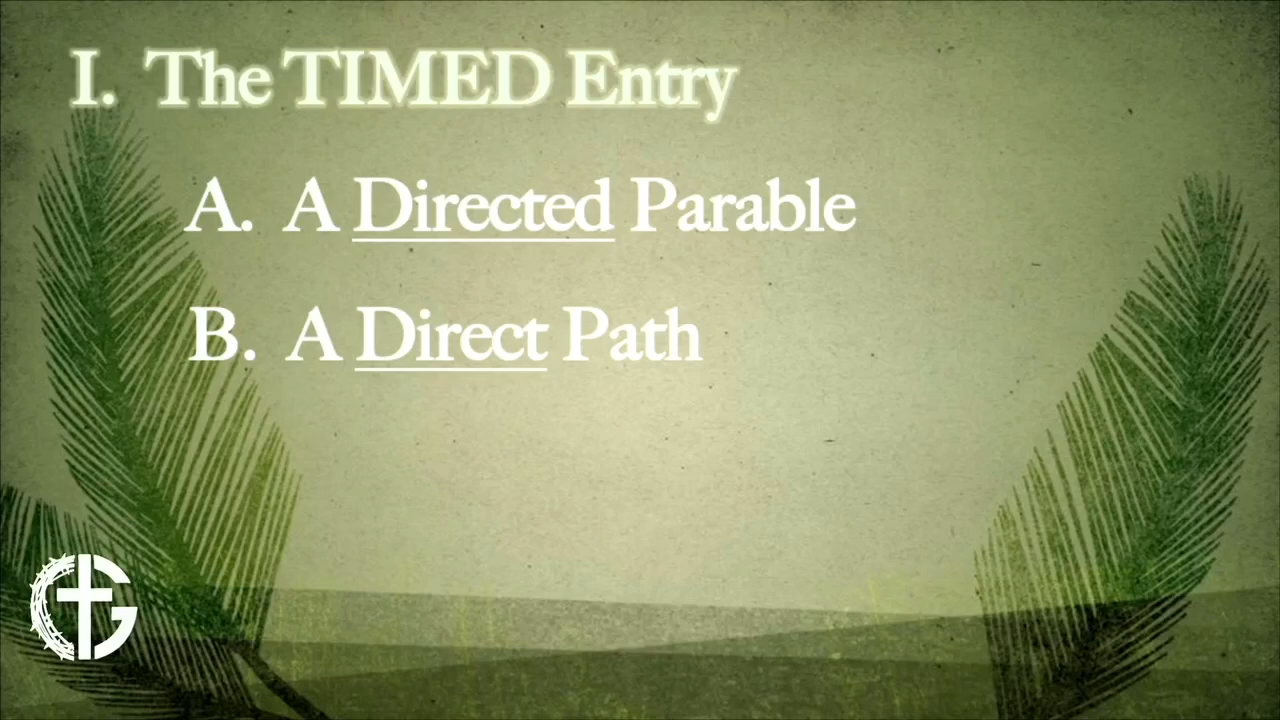 I. The TIMED Entry
A. A Directed Parable
B. A Direct Path